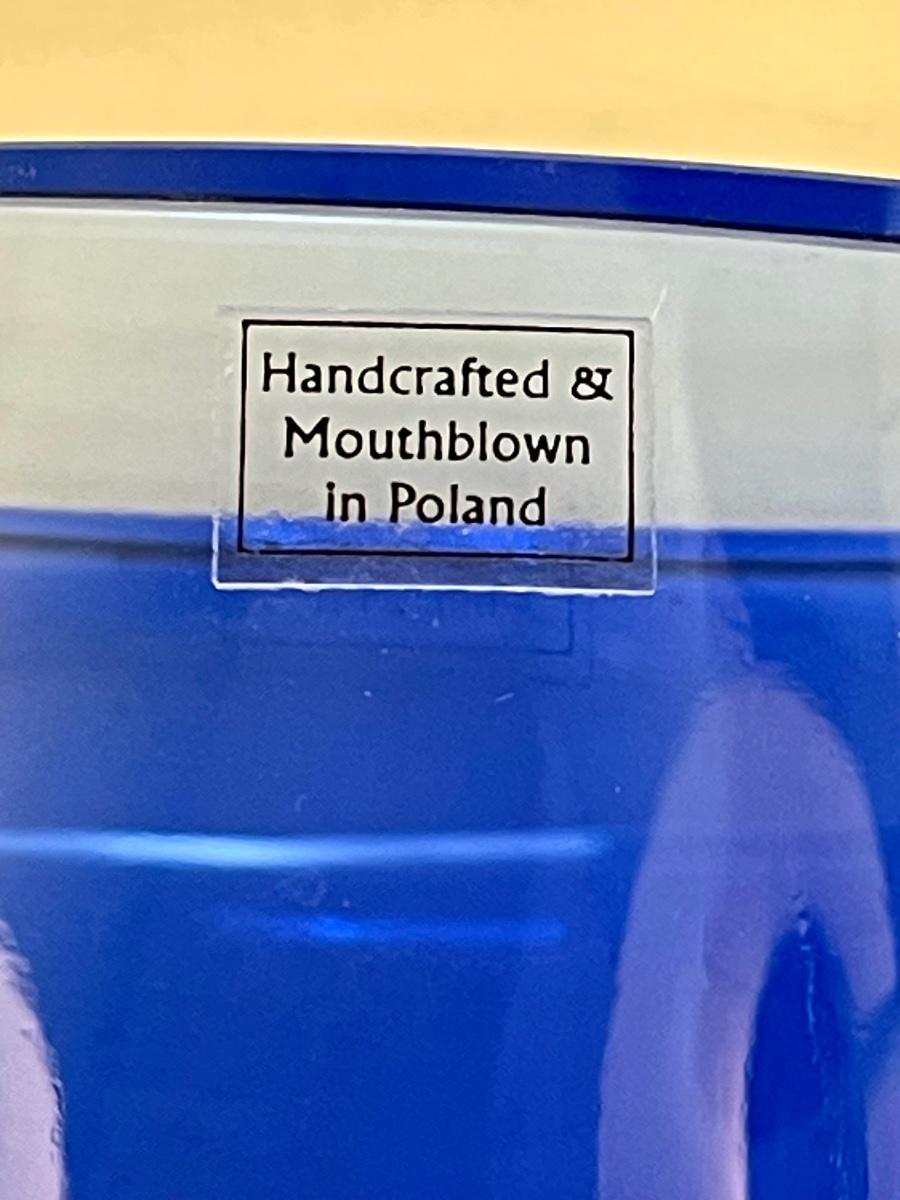 Handcrafted &
Mouthblown
in Poland